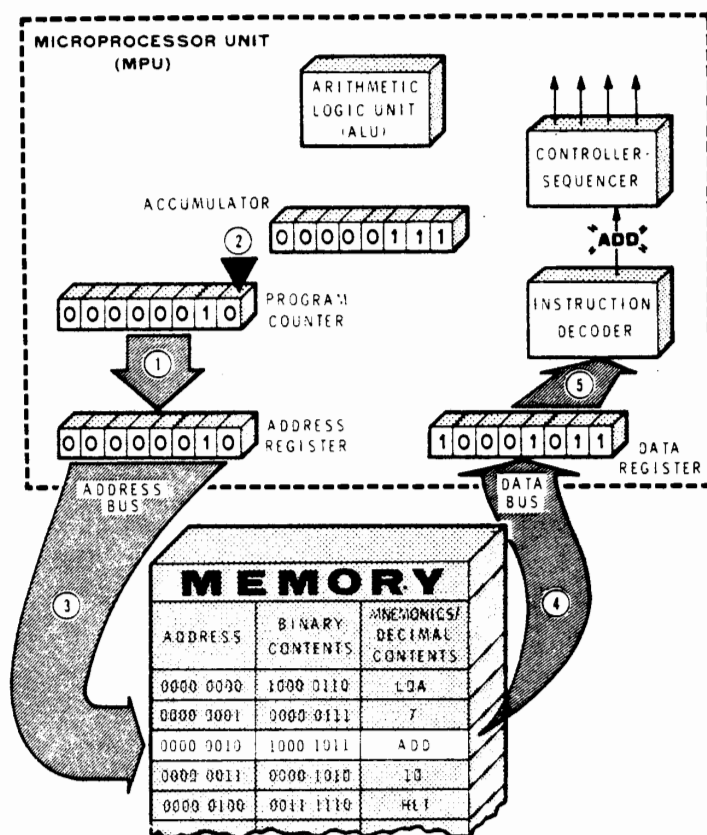 MICROPROCESSOR UNIT
(MPU)
ARITHMETIC
LOGIC UNIT
(ALU)
CONTROLLER-
SEQUENCER
ACCUMULATOR
00000111
2
ADD
00000010
PROGRAM
COUNTER
INSTRUCTION
DECODER
1
5
00000010
ADDRESS
REGISTER
10001011
DATA
REGISTER
ADDRESS
BUS
DATA
BUS
3
4
MEMORY
ADDRESS
BINARY
CONTENTS
MNEMONICS/
DECIMAL
CONTENTS
0000 0000 1000 0110 LDA
0000 0001 0000 0111 7
0000 0010 1000 1011 ADD
0000 0011 0000 1010 10
0000 0100 0011 1110 HLT